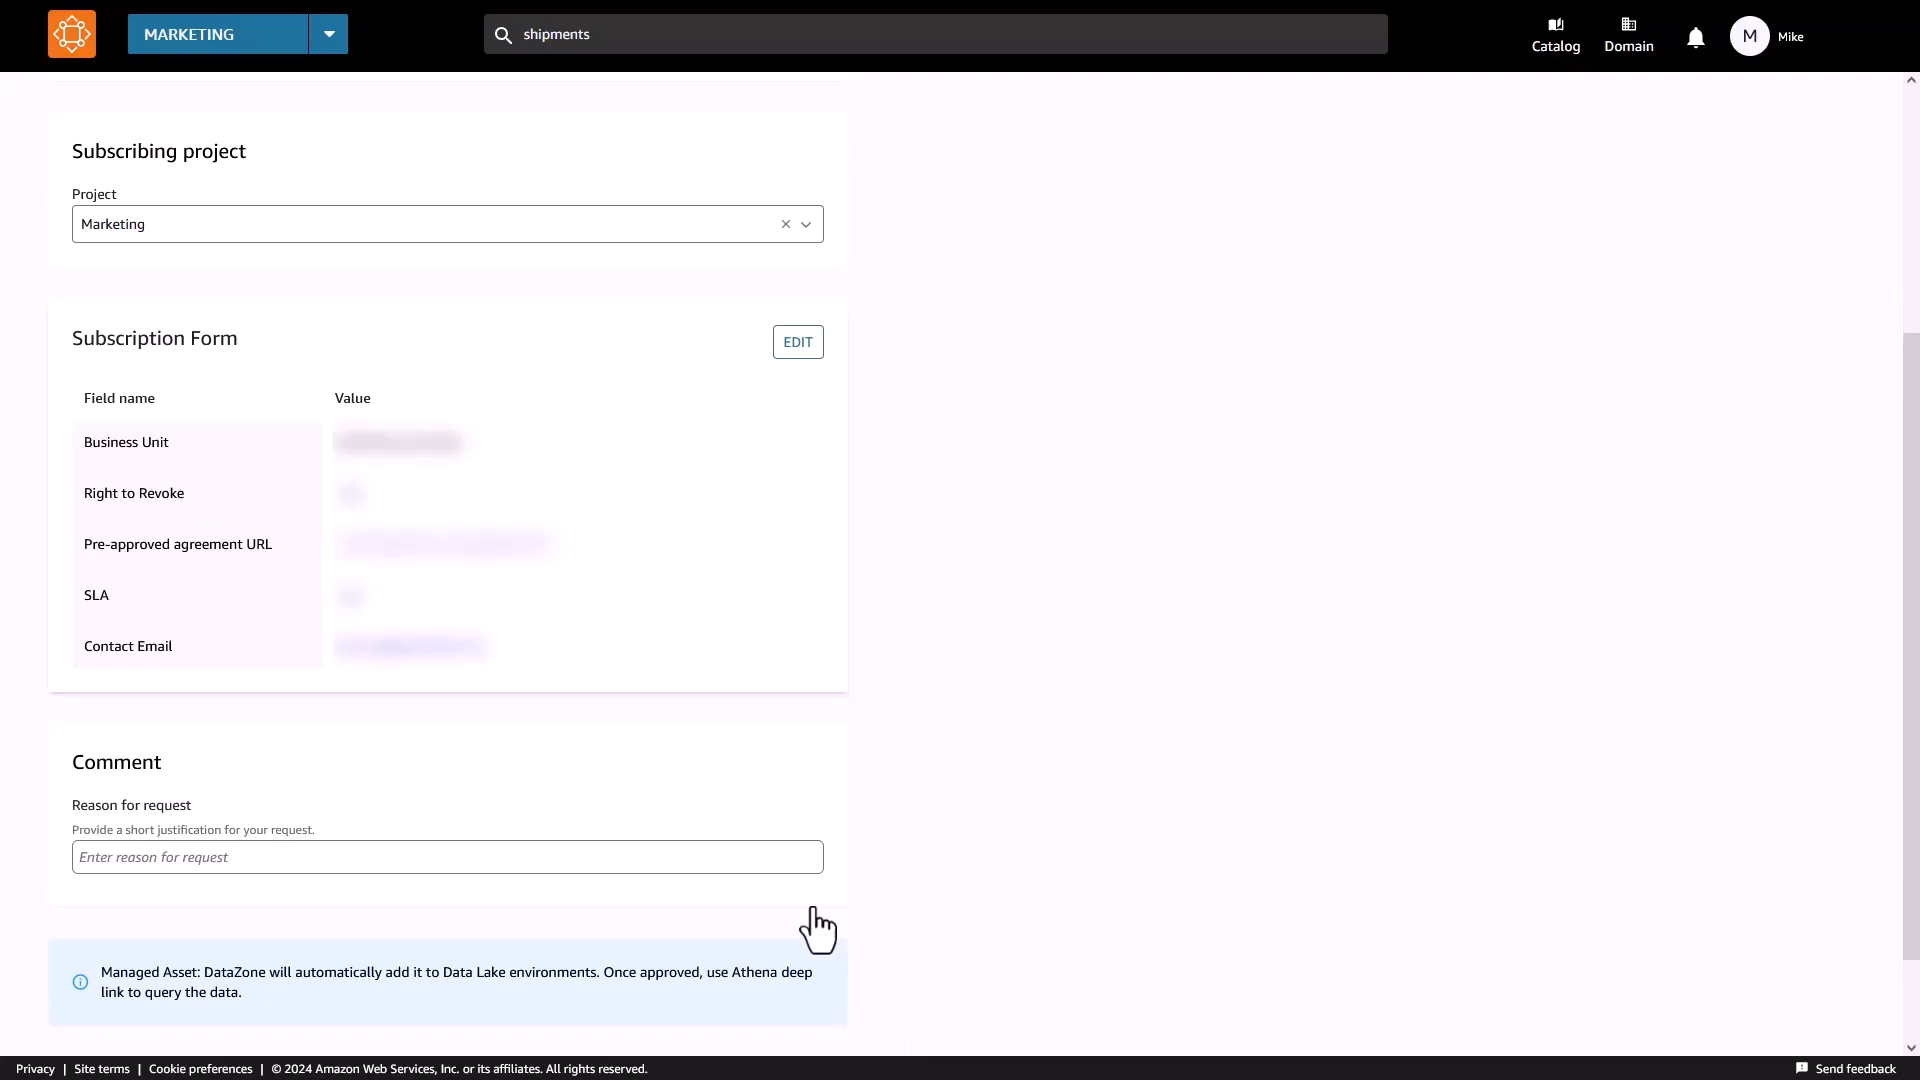 MARKETING
shipments
Catalog
Domain
M
Mike
Subscribing project
Project
Marketing
Subscription Form
EDIT
Field name
Value
Business Unit
Right to Revoke
Pre-approved agreement URL
SLA
Contact Email
Comment
Reason for request
Provide a short justification for your request.
Enter reason for request
Managed Asset: DataZone will automatically add it to Data Lake environments. Once approved, use Athena deep
link to query the data.
Privacy | Site terms | Cookie preferences | © 2024 Amazon Web Services, Inc. or its affiliates. All rights reserved.
Send feedback